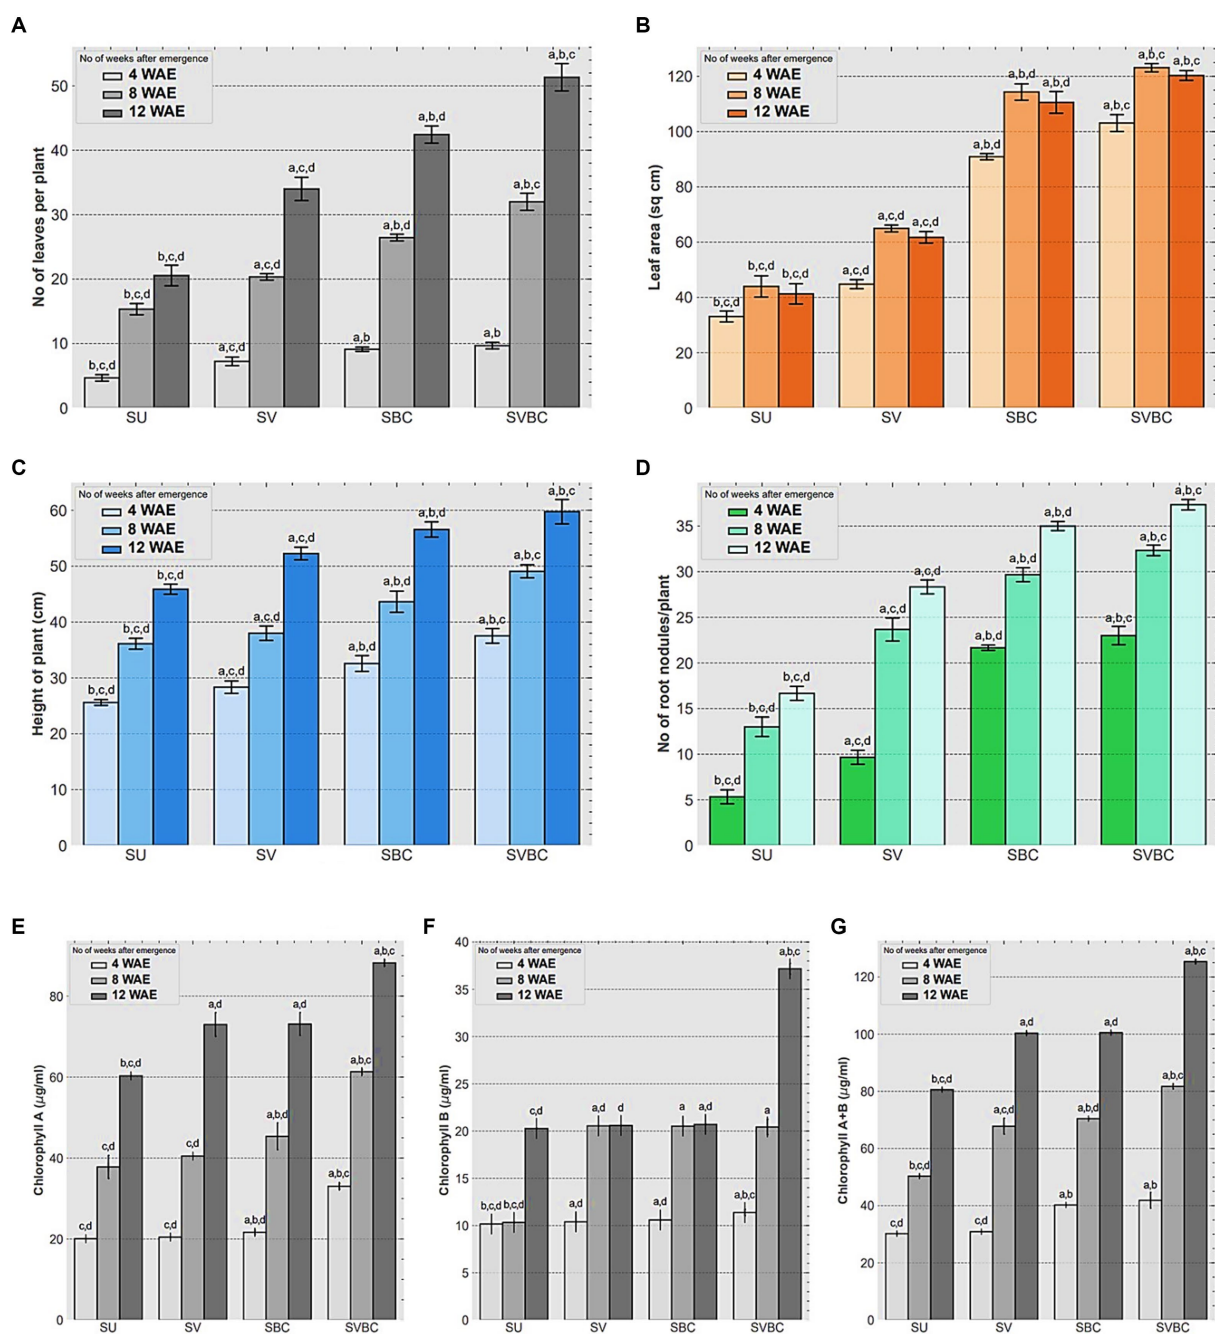 A
No of leaves per plant
No of weeks after emergence
4 WAE
8 WAE
12 WAE
50
40
30
20
10
0
b,c,d b,c,d b,c,d
a,c,d a,c,d a,c,d
a,b a,b,d a,b,d
a,b a,b,c a,b,c
SU SV SBC SVBC
B
Leaf area (sq cm)
No of weeks after emergence
4 WAE
8 WAE
12 WAE
120
100
80
60
40
20
0
b,c,d b,c,d b,c,d
a,c,d a,c,d a,c,d
a,b,d a,b,d a,b,d
a,b,c a,b,c a,b,c
SU SV SBC SVBC
C
Height of plant (cm)
No of weeks after emergence
4 WAE
8 WAE
12 WAE
60
50
40
30
20
10
0
b,c,d b,c,d b,c,d
a,c,d a,c,d a,c,d
a,b,d a,b,d a,b,d
a,b,c a,b,c a,b,c
SU SV SBC SVBC
D
No of root nodules/plant
No of weeks after emergence
4 WAE
8 WAE
12 WAE
35
30
25
20
15
10
5
0
b,c,d b,c,d b,c,d
a,c,d a,c,d a,c,d
a,b,d a,b,d a,b,d
a,b,c a,b,c a,b,c
SU SV SBC SVBC
E
Chlorophyll A (µg/ml)
No of weeks after emergence
4 WAE
8 WAE
12 WAE
80
60
40
20
0
c,d c,d b,c,d
c,d c,d a,d
a,b,d a,b,d a,d
a,b,c a,b,c a,b,c
SU SV SBC SVBC
F
Chlorophyll B (µg/ml)
No of weeks after emergence
4 WAE
8 WAE
12 WAE
40
35
30
25
20
15
10
5
0
b,c,d b,c,d c,d
a,d a,d d
a,d a a,d
a,b,c a a,b,c
SU SV SBC SVBC
G
Chlorophyll A+B (µg/ml)
No of weeks after emergence
4 WAE
8 WAE
12 WAE
120
100
80
60
40
20
0
c,d b,c,d b,c,d
c,d a,c,d a,d
a,b a,b,d a,d
a,b a,b,c a,b,c
SU SV SBC SVBC